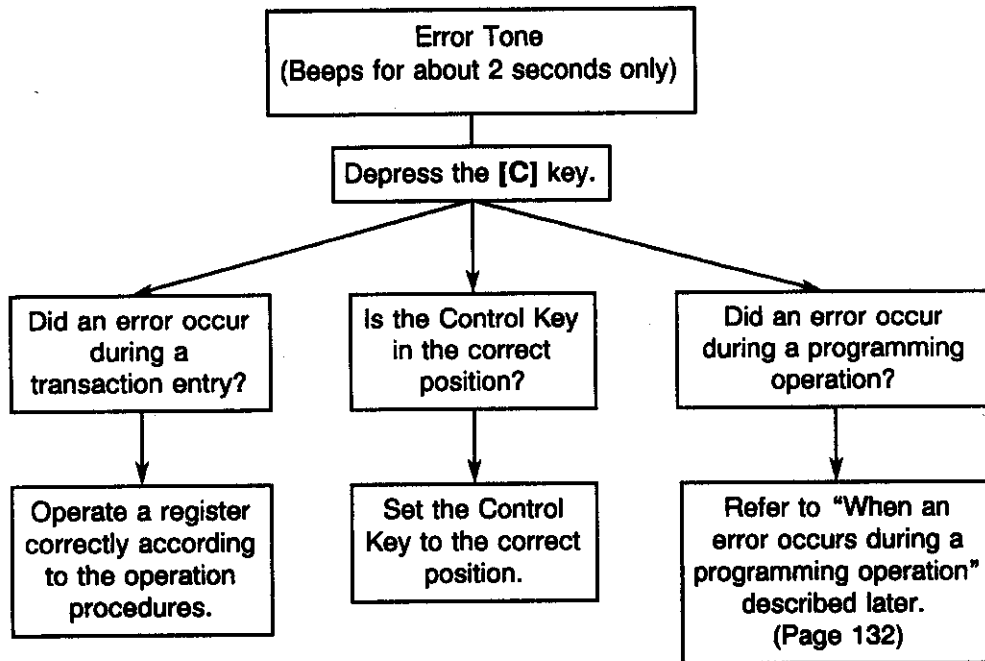 Error Tone
(Beeps for about 2 seconds only)
Depress the [C] key.
Did an error occur
during a
transaction entry?
Is the Control Key
in the correct
position?
Did an error occur
during a programming
operation?
Operate a register
correctly according
to the operation
procedures.
Set the Control
Key to the correct
position.
Refer to “When an
error occurs during a
programming operation”
described later.
(Page 132)